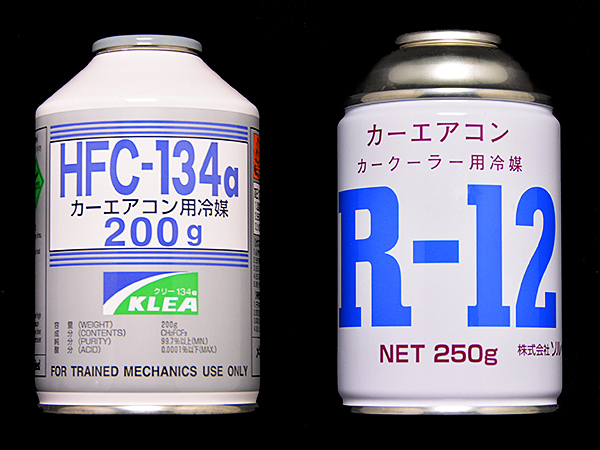 HFC-134a
カーエアコン用冷媒
200g
クリー134a
KLEA
容量 (WEIGHT) 200g
成分 (CONTENTS) CH₂FCF₃
純分 (PURITY) 99.7%以上(MIN.)
酸分 (ACID) 0.0001%以下(MAX.)
FOR TRAINED MECHANICS USE ONLY
カーエアコン
カークーラー用冷媒
R-12
NET 250g
株式会社